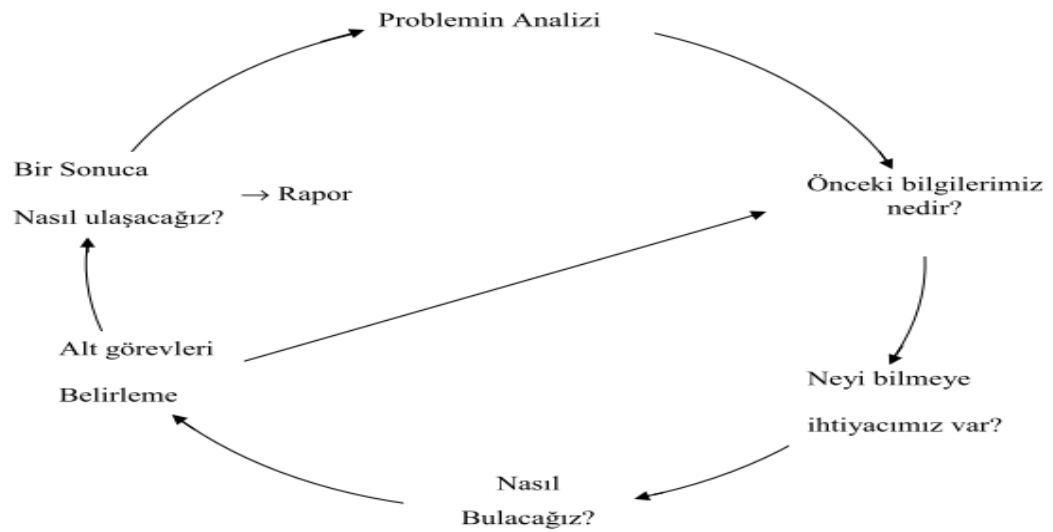 Problemin Analizi
Önceki bilgilerimiz
nedir?
Neyi bilmeye
ihtiyacımız var?
Nasıl
Bulacağız?
Alt görevleri
Belirleme
Bir Sonuca
Nasıl ulaşacağız?
→ Rapor